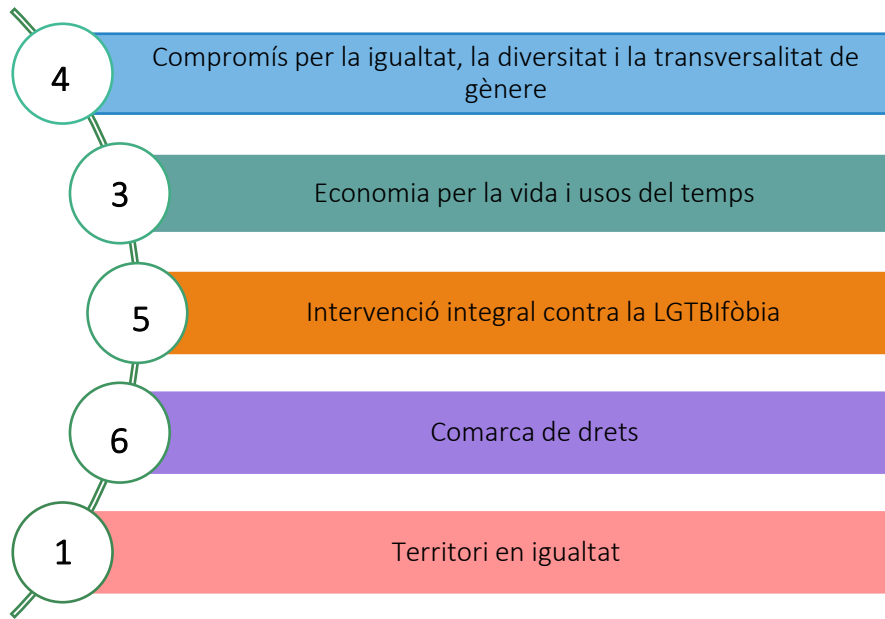 4
Compromís per la igualtat, la diversitat i la transversalitat de
gènere
3
Economia per la vida i usos del temps
5
Intervenció integral contra la LGTBIfòbia
6
Comarca de drets
1
Territori en igualtat